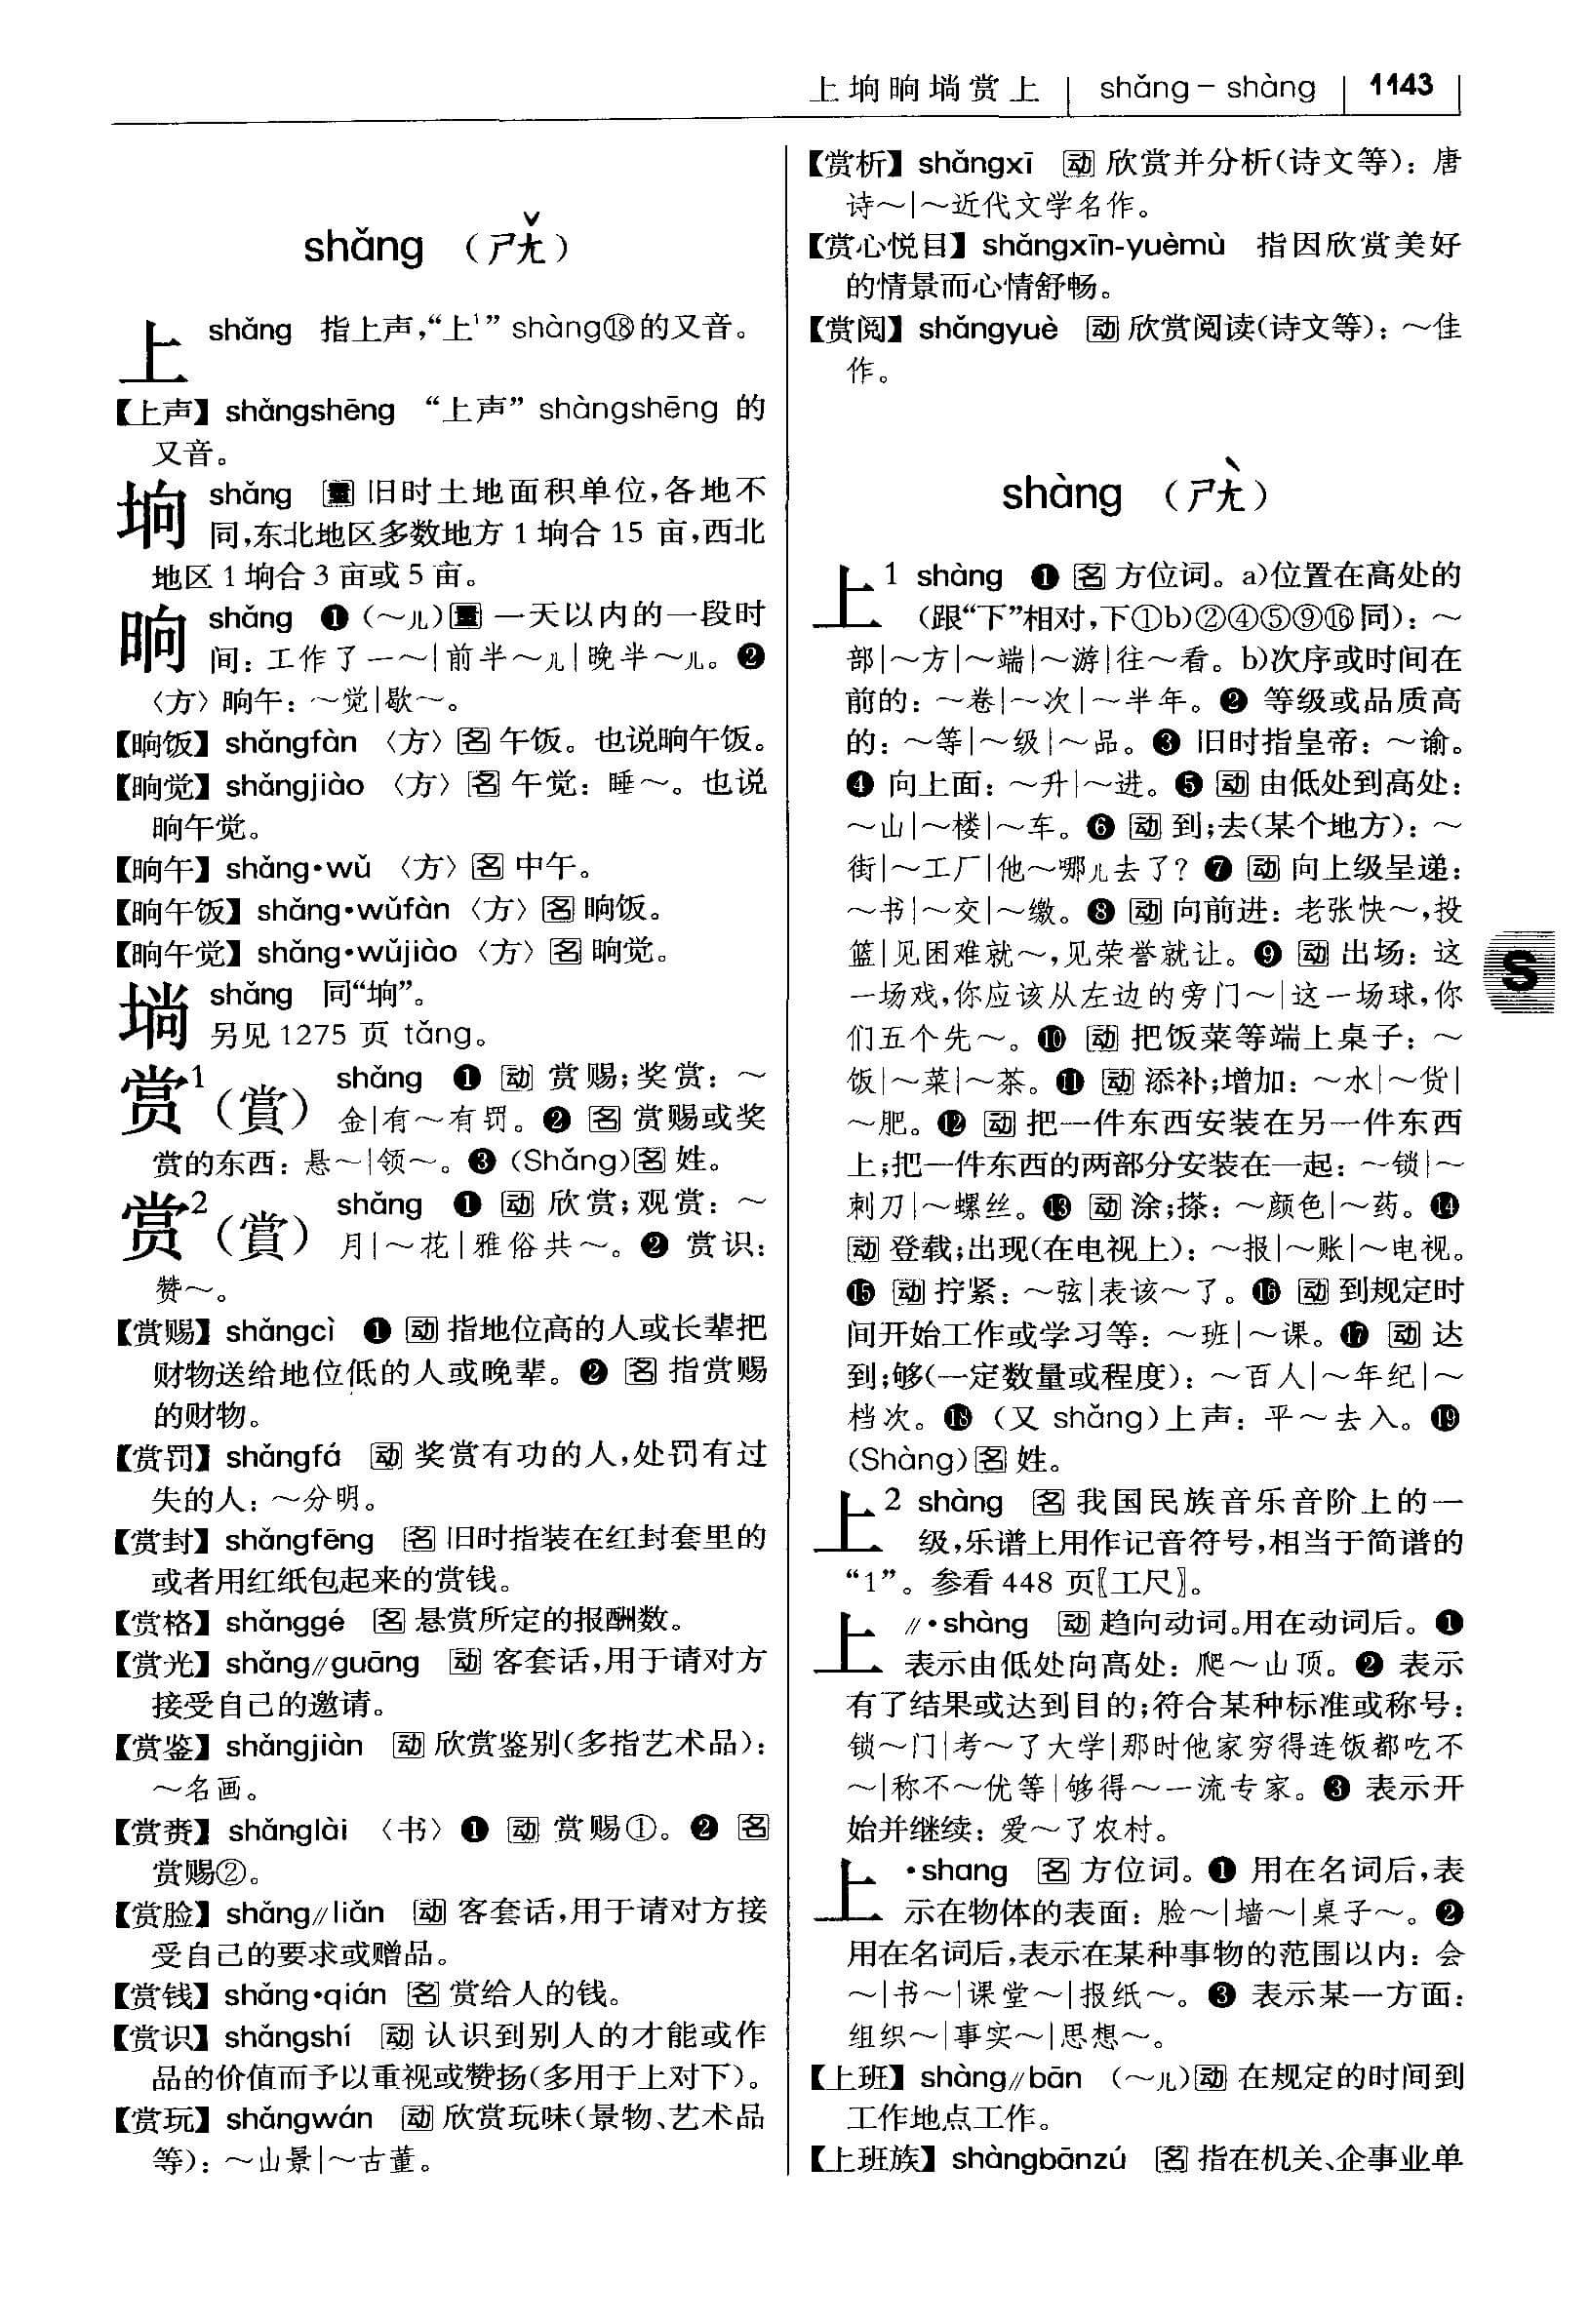 上垧晌塥赏上 shǎng－shàng 1143
shǎng （ㄕㄤˇ）
上 shǎng 指上声,“上¹” shàng⑱的又音。
【上声】 shǎngshēng “上声” shàngshēng 的
又音。
垧 shǎng 量 旧时土地面积单位,各地不
同,东北地区多数地方 1 垧合 15 亩,西北
地区 1 垧合 3 亩或 5 亩。
晌 shǎng ❶ (～儿)量 一天以内的一段时
间：工作了一～|前半～儿|晚半～儿。❷
〈方〉晌午：～觉|歇～。
【晌饭】 shǎngfàn 〈方〉名 午饭。也说晌午饭。
【晌觉】 shǎngjiào 〈方〉名 午觉：睡～。也说
晌午觉。
【晌午】 shǎng•wǔ 〈方〉名 中午。
【晌午饭】 shǎng•wǔfàn 〈方〉名 晌饭。
【晌午觉】 shǎng•wǔjiào 〈方〉名 晌觉。
塥 shǎng 同“垧”。
另见 1275 页 tǎng。
赏¹（賞） shǎng ❶ 动 赏赐;奖赏：～
金|有～有罚。❷ 名 赏赐或奖
赏的东西：悬～|领～。❸ (Shǎng)名 姓。
赏²（賞） shǎng ❶ 动 欣赏;观赏：～
月|～花|雅俗共～。❷ 赏识：
赞～。
【赏赐】 shǎngcì ❶ 动 指地位高的人或长辈把
财物送给地位低的人或晚辈。❷ 名 指赏赐
的财物。
【赏罚】 shǎngfá 动 奖赏有功的人,处罚有过
失的人：～分明。
【赏封】 shǎngfēng 名 旧时指装在红封套里的
或者用红纸包起来的赏钱。
【赏格】 shǎnggé 名 悬赏所定的报酬数。
【赏光】 shǎng//guāng 动 客套话,用于请对方
接受自己的邀请。
【赏鉴】 shǎngjiàn 动 欣赏鉴别(多指艺术品)：
～名画。
【赏赉】 shǎnglài 〈书〉❶ 动 赏赐①。❷ 名
赏赐②。
【赏脸】 shǎng//liǎn 动 客套话,用于请对方接
受自己的要求或赠品。
【赏钱】 shǎng•qián 名 赏给人的钱。
【赏识】 shǎngshí 动 认识到别人的才能或作
品的价值而予以重视或赞扬(多用于上对下)。
【赏玩】 shǎngwán 动 欣赏玩味(景物、艺术品
等)：～山景|～古董。
【赏析】 shǎngxī 动 欣赏并分析(诗文等)：唐
诗～|～近代文学名作。
【赏心悦目】 shǎngxīn-yuèmù 指因欣赏美好
的情景而心情舒畅。
【赏阅】 shǎngyuè 动 欣赏阅读(诗文等)：～佳
作。
shàng （ㄕㄤˋ）
上¹ shàng ❶ 名 方位词。a)位置在高处的
(跟“下”相对,下①b)②④⑤⑨⑯同)：～
部|～方|～端|～游|往～看。b)次序或时间在
前的：～卷|～次|～半年。❷ 等级或品质高
的：～等|～级|～品。❸ 旧时指皇帝：～谕。
❹ 向上面：～升|～进。❺ 动 由低处到高处：
～山|～楼|～车。❻ 动 到;去(某个地方)：～
街|～工厂|他～哪儿去了? ❼ 动 向上级呈递：
～书|～交|～缴。❽ 动 向前进：老张快～,投
篮|见困难就～,见荣誉就让。❾ 动 出场：这
一场戏,你应该从左边的旁门～|这一场球,你
们五个先～。❿ 动 把饭菜等端上桌子：～
饭|～菜|～茶。⓫ 动 添补;增加：～水|～货|
～肥。⓬ 动 把一件东西安装在另一件东西
上;把一件东西的两部分安装在一起：～锁|～
刺刀|～螺丝。⓭ 动 涂;搽：～颜色|～药。⓮
动 登载;出现(在电视上)：～报|～账|～电视。
⓯ 动 拧紧：～弦|表该～了。⓰ 动 到规定时
间开始工作或学习等：～班|～课。⓱ 动 达
到;够(一定数量或程度)：～百人|～年纪|～
档次。⓲ (又 shǎng)上声：平～去入。⓳
(Shàng)名 姓。
上² shàng 名 我国民族音乐音阶上的一
级,乐谱上用作记音符号,相当于简谱的
“1”。参看 448 页〖工尺〗。
上 //•shàng 动 趋向动词。用在动词后。❶
表示由低处向高处：爬～山顶。❷ 表示
有了结果或达到目的;符合某种标准或称号：
锁～门|考～了大学|那时他家穷得连饭都吃不
～|称不～优等|够得～一流专家。❸ 表示开
始并继续：爱～了农村。
上 •shang 名 方位词。❶ 用在名词后,表
示在物体的表面：脸～|墙～|桌子～。❷
用在名词后,表示在某种事物的范围以内：会
～|书～|课堂～|报纸～。❸ 表示某一方面：
组织～|事实～|思想～。
【上班】 shàng//bān (～儿)动 在规定的时间到
工作地点工作。
【上班族】 shàngbānzú 名 指在机关、企事业单
S